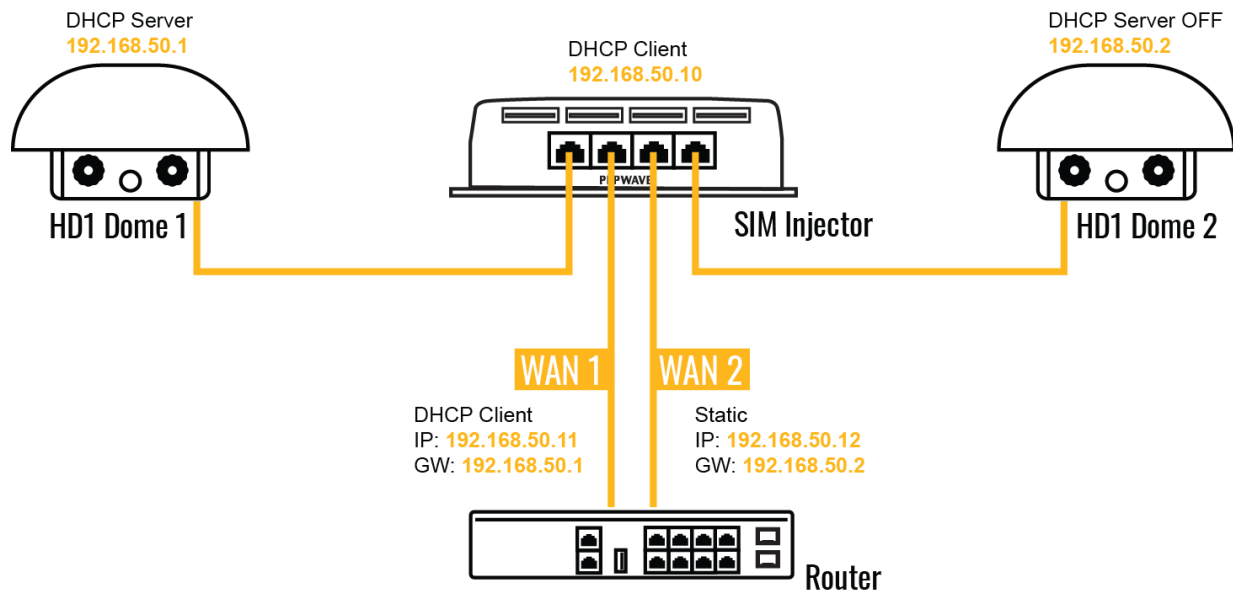 DHCP Server
192.168.50.1
DHCP Client
192.168.50.10
DHCP Server OFF
192.168.50.2
PEPWAVE
HD1 Dome 1
SIM Injector
HD1 Dome 2
WAN 1
WAN 2
DHCP Client
IP: 192.168.50.11
GW: 192.168.50.1
Static
IP: 192.168.50.12
GW: 192.168.50.2
Router